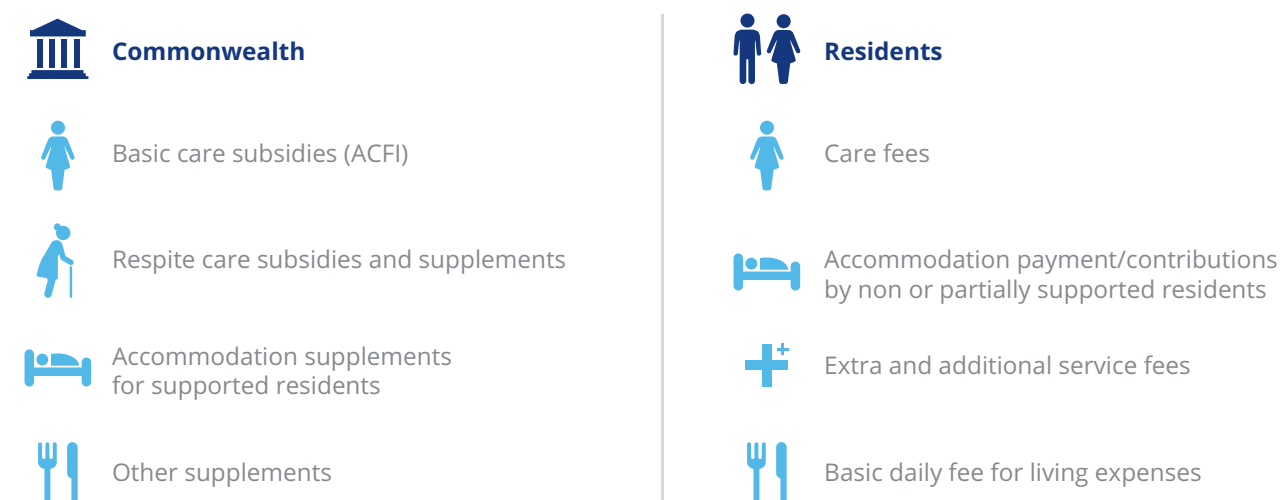 Commonwealth
Basic care subsidies (ACFI)
Respite care subsidies and supplements
Accommodation supplements
for supported residents
Other supplements
Residents
Care fees
Accommodation payment/contributions
by non or partially supported residents
Extra and additional service fees
Basic daily fee for living expenses